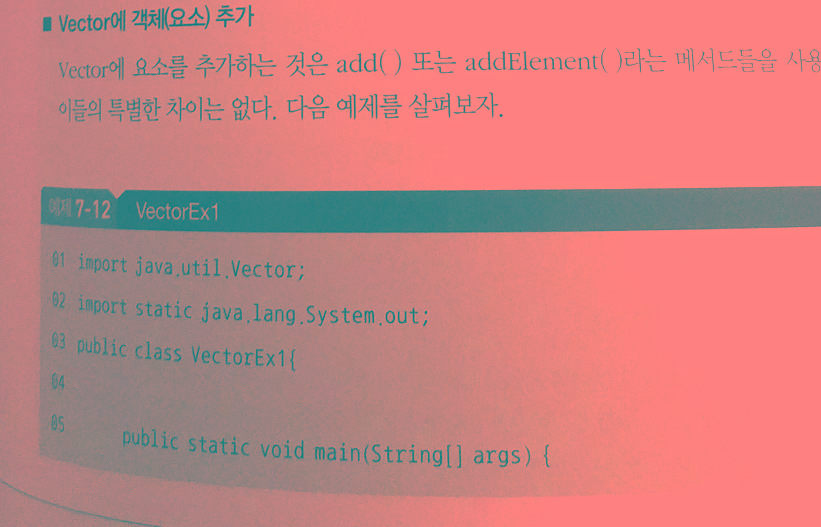 ■ Vector에 객체(요소) 추가
Vector에 요소를 추가하는 것은 add( ) 또는 addElement( )라는 메서드들을 사용
이들의 특별한 차이는 없다. 다음 예제를 살펴보자.
예제 7-12 VectorEx1
01 import java.util.Vector;
02 import static java.lang.System.out;
03 public class VectorEx1{
04
05 public static void main(String[] args) {